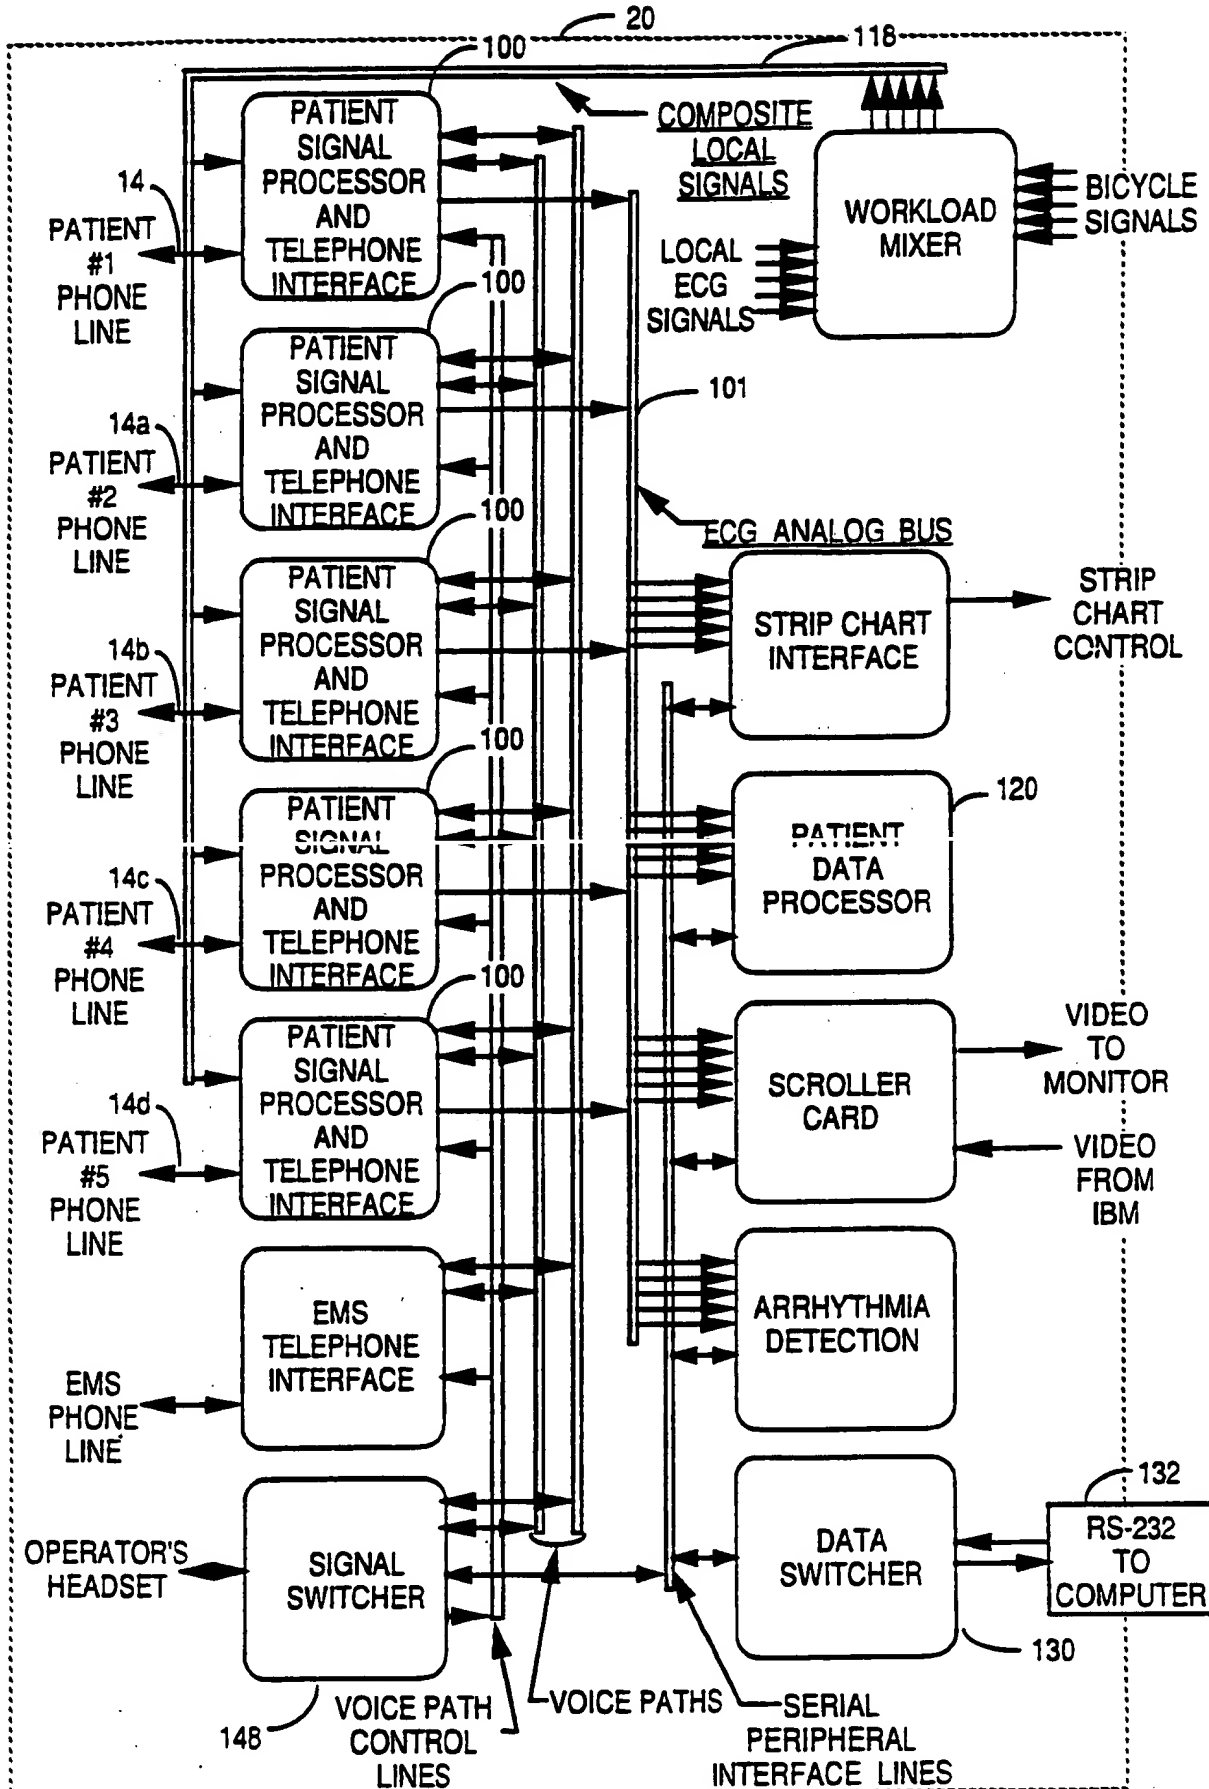 20
100
118
PATIENT
SIGNAL
PROCESSOR
AND
TELEPHONE
INTERFACE
COMPOSITE
LOCAL
SIGNALS
WORKLOAD
MIXER
BICYCLE
SIGNALS
LOCAL
ECG
SIGNALS
14
PATIENT
#1
PHONE
LINE
100
PATIENT
SIGNAL
PROCESSOR
AND
TELEPHONE
INTERFACE
101
14a
PATIENT
#2
PHONE
LINE
ECG ANALOG BUS
100
PATIENT
SIGNAL
PROCESSOR
AND
TELEPHONE
INTERFACE
STRIP CHART
INTERFACE
STRIP
CHART
CONTROL
14b
PATIENT
#3
PHONE
LINE
100
PATIENT
SIGNAL
PROCESSOR
AND
TELEPHONE
INTERFACE
120
PATIENT
DATA
PROCESSOR
14c
PATIENT
#4
PHONE
LINE
100
PATIENT
SIGNAL
PROCESSOR
AND
TELEPHONE
INTERFACE
SCROLLER
CARD
VIDEO
TO
MONITOR
VIDEO
FROM
IBM
14d
PATIENT
#5
PHONE
LINE
EMS
TELEPHONE
INTERFACE
ARRHYTHMIA
DETECTION
EMS
PHONE
LINE
132
RS-232
TO
COMPUTER
OPERATOR'S
HEADSET
SIGNAL
SWITCHER
DATA
SWITCHER
130
148
VOICE PATH
CONTROL
LINES
VOICE PATHS
SERIAL
PERIPHERAL
INTERFACE LINES